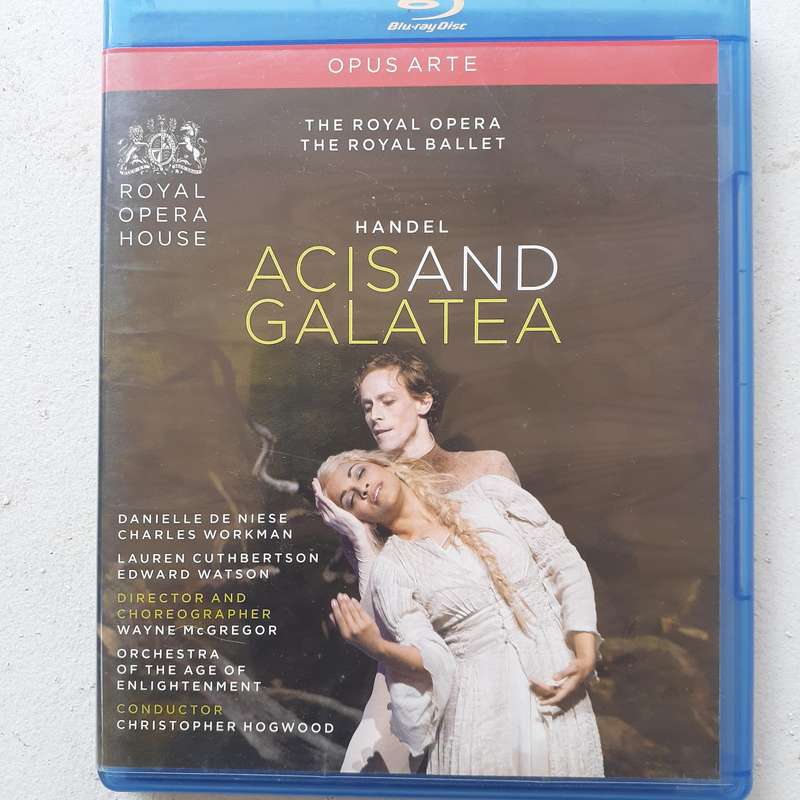 Blu-ray Disc
OPUS ARTE
THE ROYAL OPERA
THE ROYAL BALLET
ROYAL
OPERA
HOUSE
HANDEL
ACISAND
GALATEA
DANIELLE DE NIESE
CHARLES WORKMAN
LAUREN CUTHBERTSON
EDWARD WATSON
DIRECTOR AND
CHOREOGRAPHER
WAYNE McGREGOR
ORCHESTRA
OF THE AGE OF
ENLIGHTENMENT
CONDUCTOR
CHRISTOPHER HOGWOOD